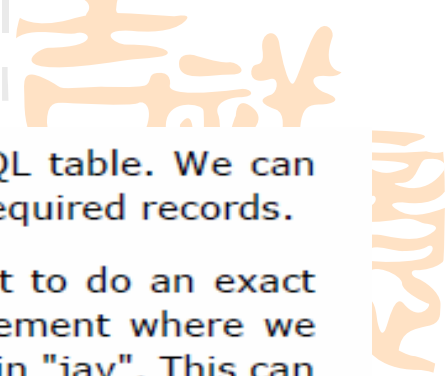 QL table. We can
equired records.
t to do an exact
ement where we
in "jay". This can